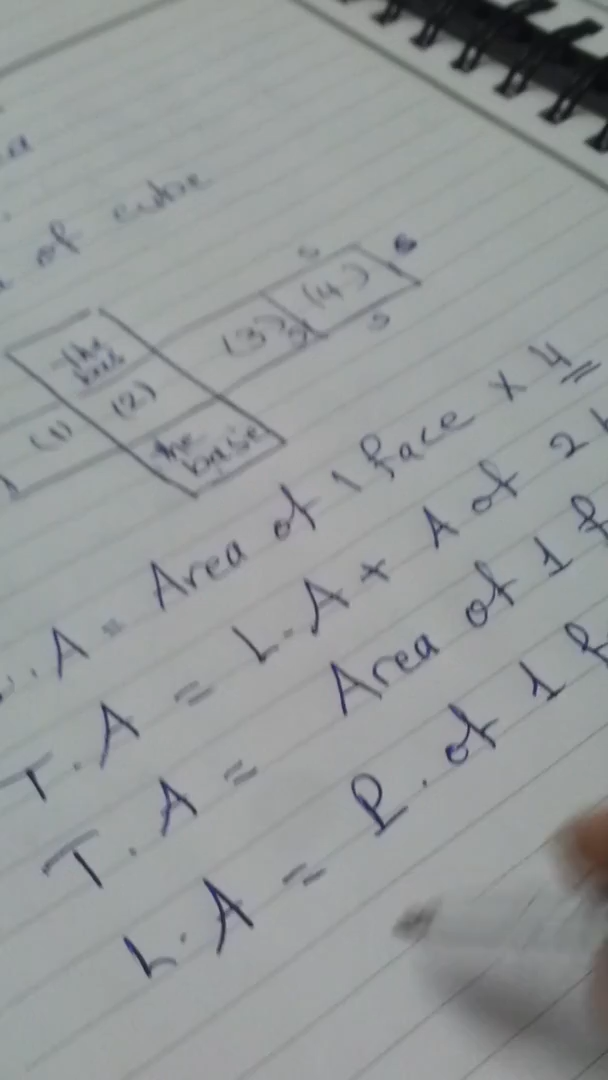 of cube
S
S
The base
(1) (2) (3) (4)
S
the base
L.A = Area of 1 face × 4
T.A = L.A + A of 2
T.A = Area of 1
L.A = P. of 1